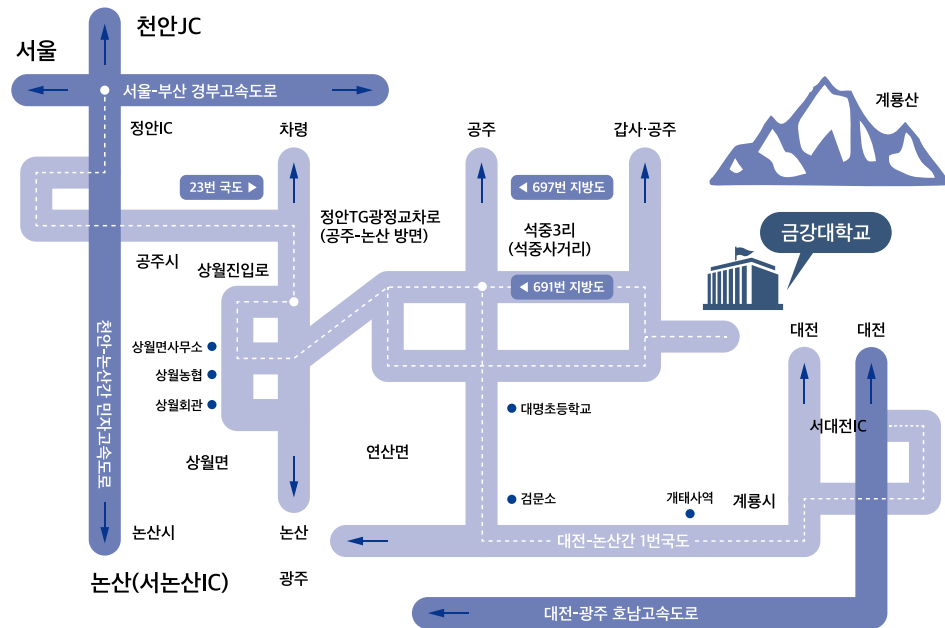 천안JC
서울
서울-부산 경부고속도로
계룡산
정안IC
차령
공주
갑사·공주
23번 국도 ▶
◀ 697번 지방도
정안TG광정교차로
(공주-논산 방면)
석중3리
(석중사거리)
금강대학교
공주시
상월진입로
◀ 691번 지방도
천안-논산간 민자고속도로
대전
대전
상월면사무소
상월농협
상월회관
대명초등학교
서대전IC
상월면
연산면
검문소
개태사역
계룡시
논산시
논산
대전-논산간 1번국도
논산(서논산IC)
광주
대전-광주 호남고속도로